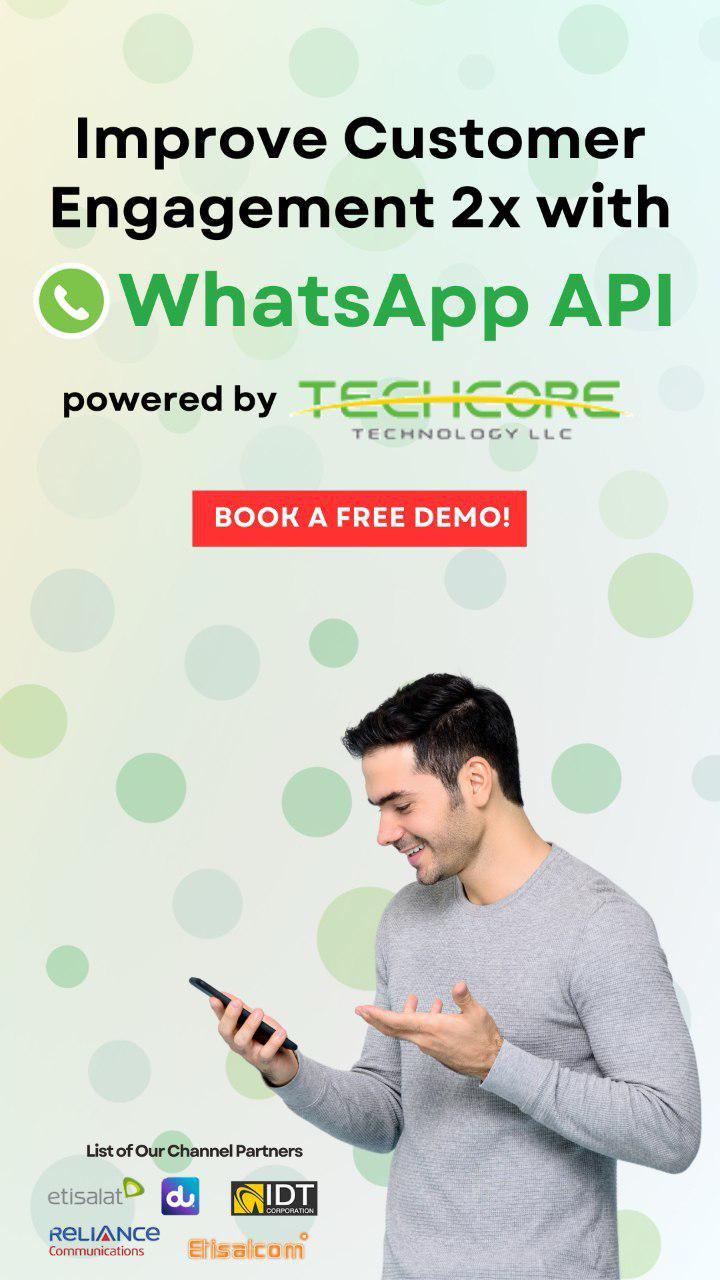 Improve Customer
Engagement 2x with
WhatsApp API
powered by TECHCORE
TECHNOLOGY LLC
BOOK A FREE DEMO!
List of Our Channel Partners
etisalat du IDT
CORPORATION
RELIANCE
Communications
Etisalcom